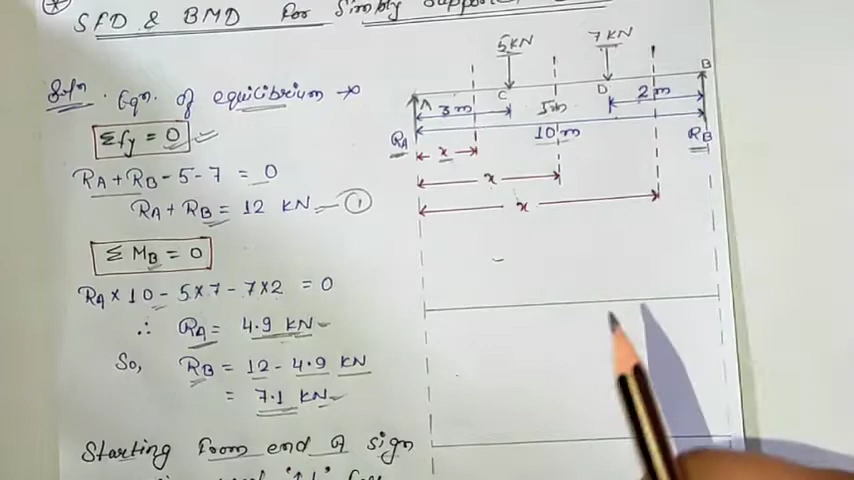 SFD & BMD For Simply
Soln. Eqn. of equilibrium →
Σfy = 0
RA + RB - 5 - 7 = 0
RA + RB = 12 KN — ①
Σ MB = 0
RA × 10 - 5×7 - 7×2 = 0
∴ RA = 4.9 KN
So, RB = 12 - 4.9 KN
= 7.1 KN
Starting from end A sign
5KN 7KN
A C D B
3m 5m 2m
RA 10m RB
x
x
x